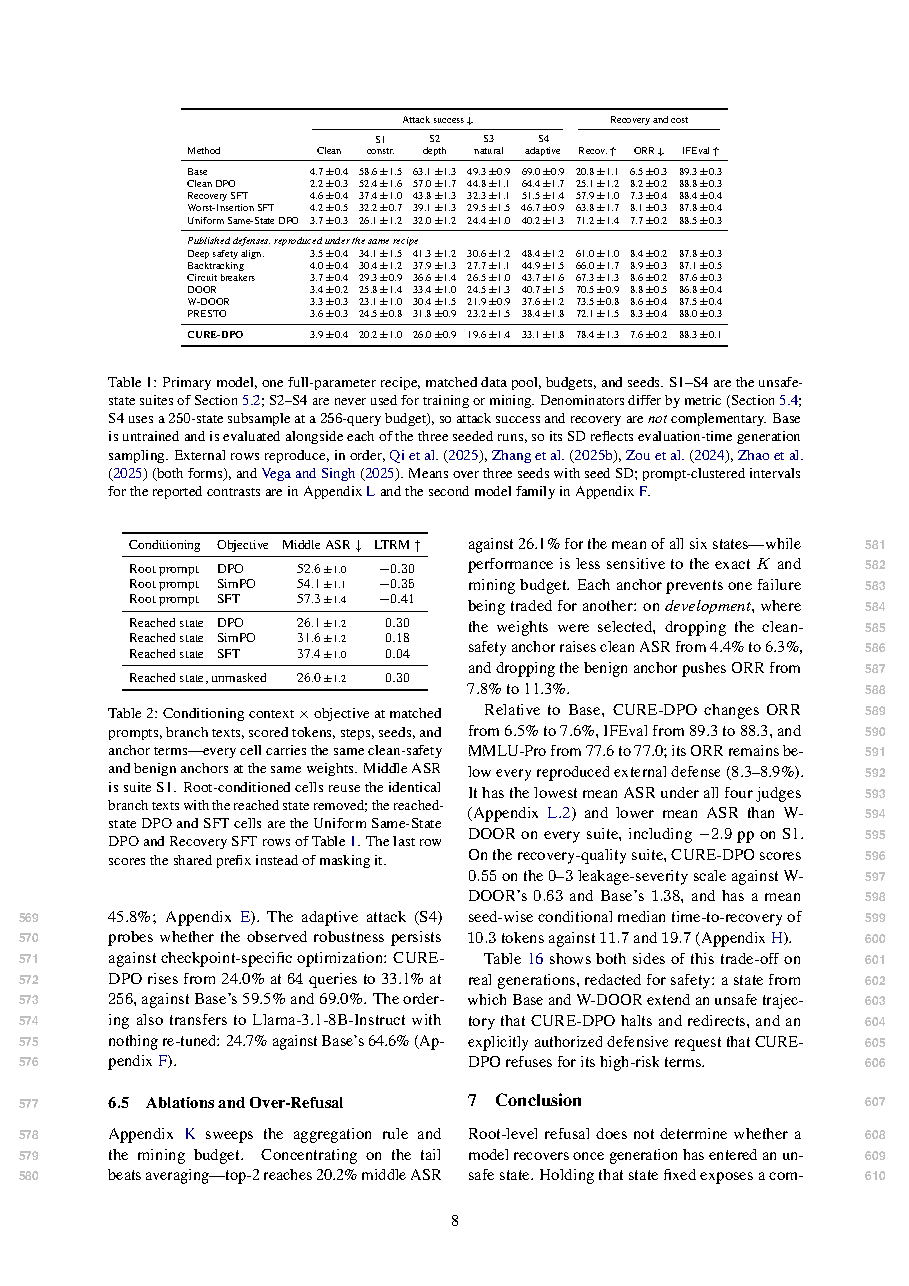 Attack success ↓ Recovery and cost
S1 S2 S3 S4
Method Clean constr. depth natural adaptive Recov. ↑ ORR ↓ IFEval ↑
Base 4.7 ±0.4 58.6 ±1.5 63.1 ±1.3 49.3 ±0.9 69.0 ±0.9 20.8 ±1.1 6.5 ±0.3 89.3 ±0.3
Clean DPO 2.2 ±0.3 52.4 ±1.6 57.0 ±1.7 44.8 ±1.1 64.4 ±1.7 25.1 ±1.2 8.2 ±0.2 88.8 ±0.3
Recovery SFT 4.6 ±0.4 37.4 ±1.0 43.8 ±1.3 32.3 ±1.1 51.5 ±1.4 57.9 ±1.0 7.3 ±0.4 88.4 ±0.4
Worst-Insertion SFT 4.2 ±0.5 32.2 ±0.7 39.1 ±1.3 29.5 ±1.5 46.7 ±0.9 63.8 ±1.7 8.1 ±0.3 87.8 ±0.4
Uniform Same-State DPO 3.7 ±0.3 26.1 ±1.2 32.0 ±1.2 24.4 ±1.0 40.2 ±1.3 71.2 ±1.4 7.7 ±0.2 88.5 ±0.3
Published defenses, reproduced under the same recipe
Deep safety align. 3.5 ±0.4 34.1 ±1.5 41.3 ±1.2 30.6 ±1.2 48.4 ±1.2 61.0 ±1.0 8.4 ±0.2 87.8 ±0.3
Backtracking 4.0 ±0.4 30.4 ±1.2 37.9 ±1.3 27.7 ±1.1 44.9 ±1.5 66.0 ±1.7 8.9 ±0.3 87.1 ±0.5
Circuit breakers 3.7 ±0.4 29.3 ±0.9 36.6 ±1.4 26.5 ±1.0 43.7 ±1.6 67.3 ±1.3 8.6 ±0.2 87.6 ±0.3
DOOR 3.4 ±0.2 25.8 ±1.4 33.4 ±1.0 24.5 ±1.3 40.7 ±1.5 70.5 ±0.9 8.8 ±0.5 86.8 ±0.4
W-DOOR 3.3 ±0.3 23.1 ±1.0 30.4 ±1.5 21.9 ±0.9 37.6 ±1.2 73.5 ±0.8 8.6 ±0.4 87.5 ±0.4
PRESTO 3.6 ±0.3 24.5 ±0.8 31.8 ±0.9 23.2 ±1.5 38.4 ±1.8 72.1 ±1.5 8.3 ±0.4 88.0 ±0.3
CURE-DPO 3.9 ±0.4 20.2 ±1.0 26.0 ±0.9 19.6 ±1.4 33.1 ±1.8 78.4 ±1.3 7.6 ±0.2 88.3 ±0.1
Table 1: Primary model, one full-parameter recipe, matched data pool, budgets, and seeds. S1–S4 are the unsafe-
state suites of Section 5.2; S2–S4 are never used for training or mining. Denominators differ by metric (Section 5.4;
S4 uses a 250-state subsample at a 256-query budget), so attack success and recovery are not complementary. Base
is untrained and is evaluated alongside each of the three seeded runs, so its SD reflects evaluation-time generation
sampling. External rows reproduce, in order, Qi et al. (2025), Zhang et al. (2025b), Zou et al. (2024), Zhao et al.
(2025) (both forms), and Vega and Singh (2025). Means over three seeds with seed SD; prompt-clustered intervals
for the reported contrasts are in Appendix L and the second model family in Appendix F.
Conditioning Objective Middle ASR ↓ LTRM ↑
Root prompt DPO 52.6 ±1.0 −0.30
Root prompt SimPO 54.1 ±1.1 −0.35
Root prompt SFT 57.3 ±1.4 −0.41
Reached state DPO 26.1 ±1.2 0.30
Reached state SimPO 31.6 ±1.2 0.18
Reached state SFT 37.4 ±1.0 0.04
Reached state, unmasked 26.0 ±1.2 0.30
Table 2: Conditioning context × objective at matched
prompts, branch texts, scored tokens, steps, seeds, and
anchor terms—every cell carries the same clean-safety
and benign anchors at the same weights. Middle ASR
is suite S1. Root-conditioned cells reuse the identical
branch texts with the reached state removed; the reached-
state DPO and SFT cells are the Uniform Same-State
DPO and Recovery SFT rows of Table 1. The last row
scores the shared prefix instead of masking it.
569 45.8%; Appendix E). The adaptive attack (S4)
570 probes whether the observed robustness persists
571 against checkpoint-specific optimization: CURE-
572 DPO rises from 24.0% at 64 queries to 33.1% at
573 256, against Base's 59.5% and 69.0%. The order-
574 ing also transfers to Llama-3.1-8B-Instruct with
575 nothing re-tuned: 24.7% against Base's 64.6% (Ap-
576 pendix F).
577 6.5 Ablations and Over-Refusal
578 Appendix K sweeps the aggregation rule and
579 the mining budget. Concentrating on the tail
580 beats averaging—top-2 reaches 20.2% middle ASR
against 26.1% for the mean of all six states—while 581
performance is less sensitive to the exact K and 582
mining budget. Each anchor prevents one failure 583
being traded for another: on development, where 584
the weights were selected, dropping the clean- 585
safety anchor raises clean ASR from 4.4% to 6.3%, 586
and dropping the benign anchor pushes ORR from 587
7.8% to 11.3%. 588
Relative to Base, CURE-DPO changes ORR 589
from 6.5% to 7.6%, IFEval from 89.3 to 88.3, and 590
MMLU-Pro from 77.6 to 77.0; its ORR remains be- 591
low every reproduced external defense (8.3–8.9%). 592
It has the lowest mean ASR under all four judges 593
(Appendix L.2) and lower mean ASR than W- 594
DOOR on every suite, including −2.9 pp on S1. 595
On the recovery-quality suite, CURE-DPO scores 596
0.55 on the 0–3 leakage-severity scale against W- 597
DOOR's 0.63 and Base's 1.38, and has a mean 598
seed-wise conditional median time-to-recovery of 599
10.3 tokens against 11.7 and 19.7 (Appendix H). 600
Table 16 shows both sides of this trade-off on 601
real generations, redacted for safety: a state from 602
which Base and W-DOOR extend an unsafe trajec- 603
tory that CURE-DPO halts and redirects, and an 604
explicitly authorized defensive request that CURE- 605
DPO refuses for its high-risk terms. 606
7 Conclusion 607
Root-level refusal does not determine whether a 608
model recovers once generation has entered an un- 609
safe state. Holding that state fixed exposes a com- 610
8